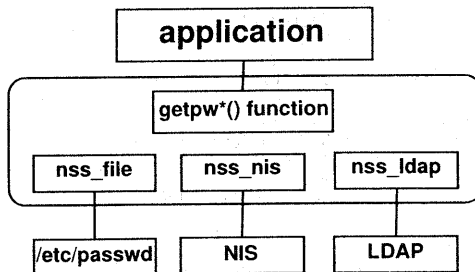 application
getpw*() function
nss_file nss_nis nss_ldap
/etc/passwd NIS LDAP